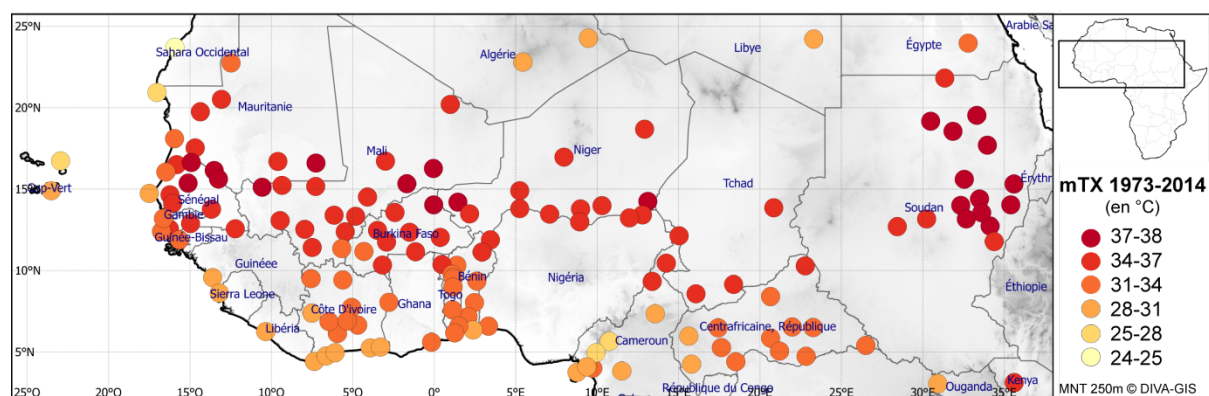 25°N
20°N
15°N
10°N
5°N
25°O 20°O 15°O 10°O 5°O 0°O 5°E 10°E 15°E 20°E 25°E 30°E 35°E
Sahara Occidental
Algérie
Libye
Égypte
Arabie Sa
Mauritanie
Mali
Niger
Tchad
Soudan
Érythr
Cap-Vert
Sénégal
Gambie
Guinée-Bissau
Guinéee
Burkina Faso
Bénin
Nigéria
Éthiopie
Sierra Leone
Libéria
Côte D'ivoire
Ghana
Togo
Cameroun
Centrafricaine, République
République du Congo
Ouganda
Kenya
mTX 1973-2014
(en °C)
37-38
34-37
31-34
28-31
25-28
24-25
MNT 250m © DIVA-GIS